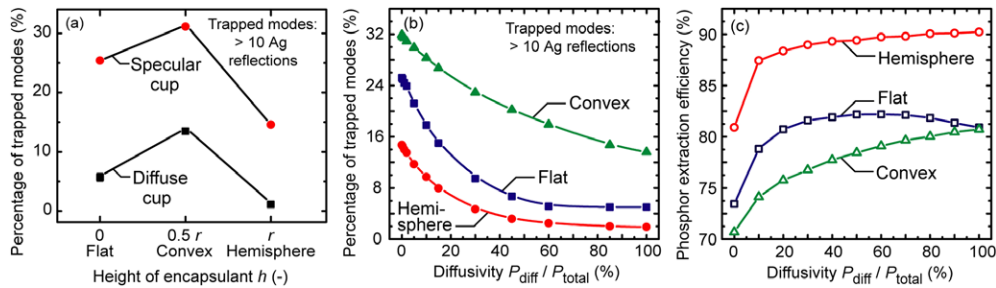 (a)
Trapped modes:
> 10 Ag
reflections
Specular
cup
Diffuse
cup
Percentage of trapped modes (%)
30
20
10
0
0
Flat
0.5 r
Convex
r
Hemisphere
Height of encapsulant h (-)
(b)
Trapped modes:
> 10 Ag reflections
Convex
Flat
Hemi-
sphere
Percentage of trapped modes (%)
32
24
16
8
0
0 20 40 60 80 100
Diffusivity Pdiff / Ptotal (%)
(c)
Hemisphere
Flat
Convex
Phosphor extraction efficiency (%)
90
85
80
75
70
0 20 40 60 80 100
Diffusivity Pdiff / Ptotal (%)